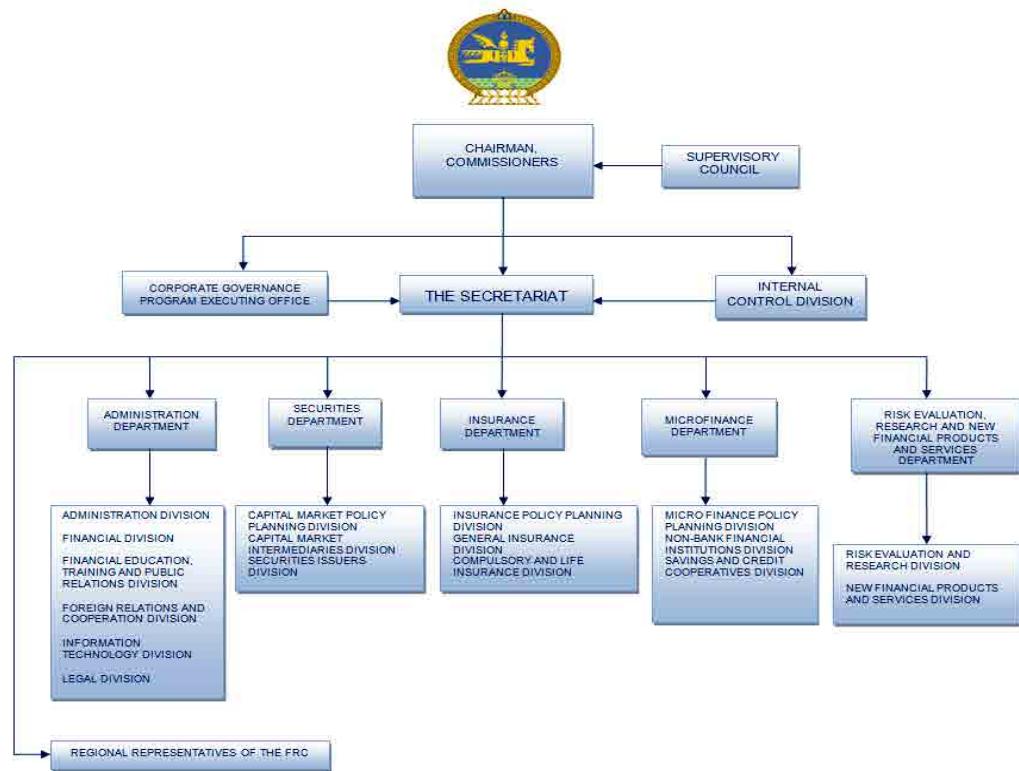 CHAIRMAN,
COMMISSIONERS
SUPERVISORY
COUNCIL
CORPORATE GOVERNANCE
PROGRAM EXECUTING OFFICE
THE SECRETARIAT
INTERNAL
CONTROL DIVISION
ADMINISTRATION
DEPARTMENT
SECURITIES
DEPARTMENT
INSURANCE
DEPARTMENT
MICROFINANCE
DEPARTMENT
RISK EVALUATION,
RESEARCH AND NEW
FINANCIAL PRODUCTS
AND SERVICES
DEPARTMENT
ADMINISTRATION DIVISION
FINANCIAL DIVISION
FINANCIAL EDUCATION,
TRAINING AND PUBLIC
RELATIONS DIVISION
FOREIGN RELATIONS AND
COOPERATION DIVISION
INFORMATION
TECHNOLOGY DIVISION
LEGAL DIVISION
CAPITAL MARKET POLICY
PLANNING DIVISION
CAPITAL MARKET
INTERMEDIARIES DIVISION
SECURITIES ISSUERS
DIVISION
INSURANCE POLICY PLANNING
DIVISION
GENERAL INSURANCE
DIVISION
COMPULSORY AND LIFE
INSURANCE DIVISION
MICRO FINANCE POLICY
PLANNING DIVISION
NON-BANK FINANCIAL
INSTITUTIONS DIVISION
SAVINGS AND CREDIT
COOPERATIVES DIVISION
RISK EVALUATION AND
RESEARCH DIVISION
NEW FINANCIAL PRODUCTS
AND SERVICES DIVISION
REGIONAL REPRESENTATIVES OF THE FRC